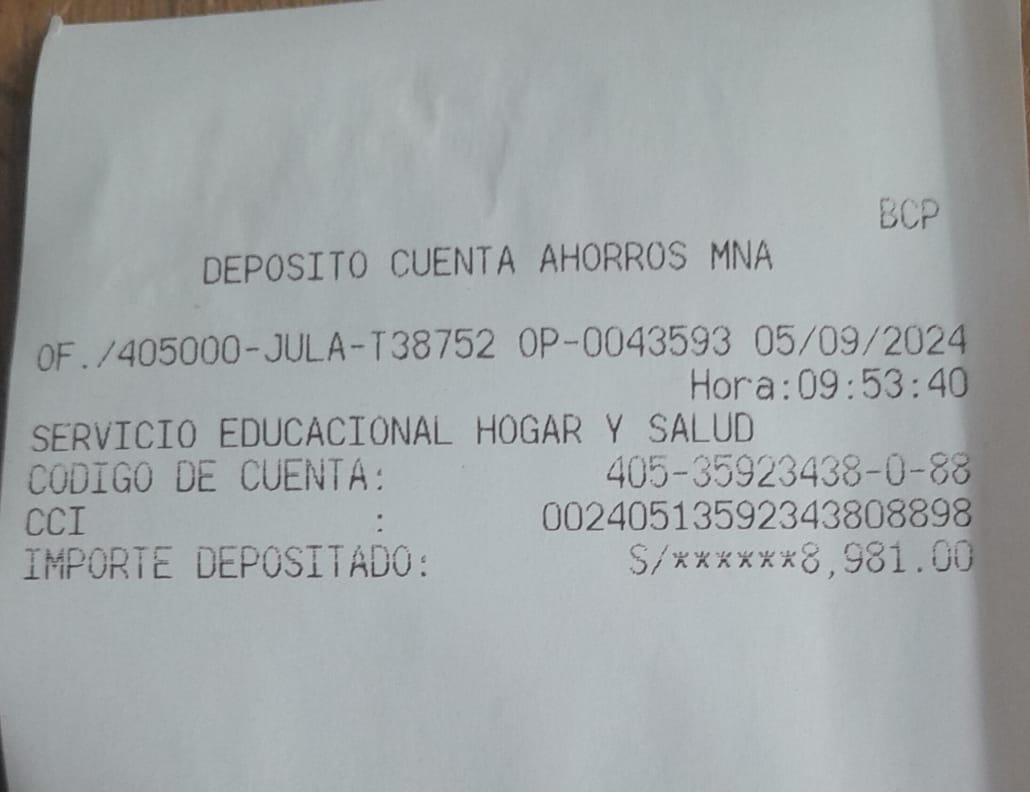 BCP
DEPOSITO CUENTA AHORROS MNA
OF./405000-JULA-T38752 OP-0043593 05/09/2024
Hora:09:53:40
SERVICIO EDUCACIONAL HOGAR Y SALUD
CODIGO DE CUENTA: 405-35923438-0-88
CCI : 00240513592343808898
IMPORTE DEPOSITADO: S/******8,981.00